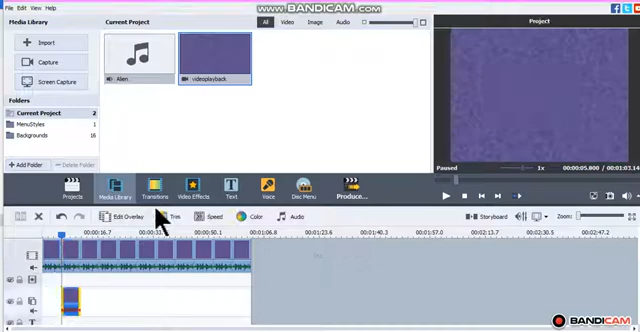 www.BANDICAM.com
File Edit View Help
Media Library
Current Project
All Video Image Audio
Project
Import
Capture
Screen Capture
Alien
videoplayback
Folders
Current Project 2
MenuStyles 1
Backgrounds 16
Add Folder Delete Folder
Paused 1x 00:00:05.800 / 00:01:03.14
Projects Media Library Transitions Video Effects Text Voice Disc Menu Produce...
Edit Overlay Trim Speed Color Audio Storyboard Zoom:
00:00:16.7 00:00:33. 00:00:50.1 00:01:06.8 00:01:23.6 00:01:40.3 00:01:57.0 00:02:13.7 00:02:30.5 00:02:47.2
BANDICAM